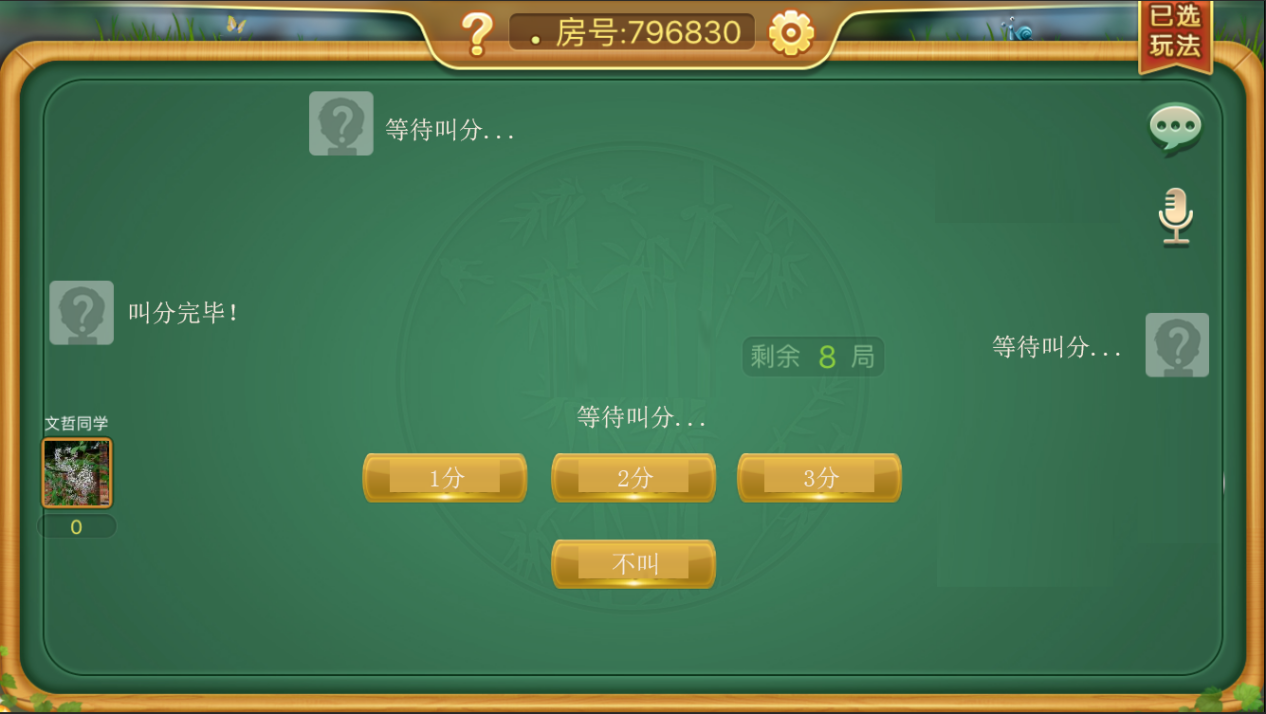 房号:796830
已选
玩法
等待叫分...
叫分完毕!
等待叫分...
剩余 8 局
等待叫分...
文哲同学
0
1分
2分
3分
不叫